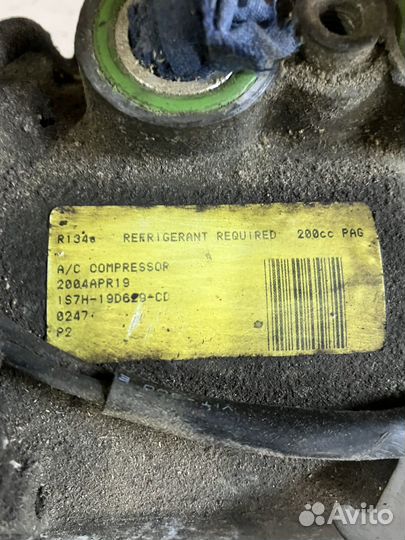 R134a REFRIGERANT REQUIRED 200cc PAG
A/C COMPRESSOR
2004APR19
1S7H-19D629-CD
0247
P2
Avito